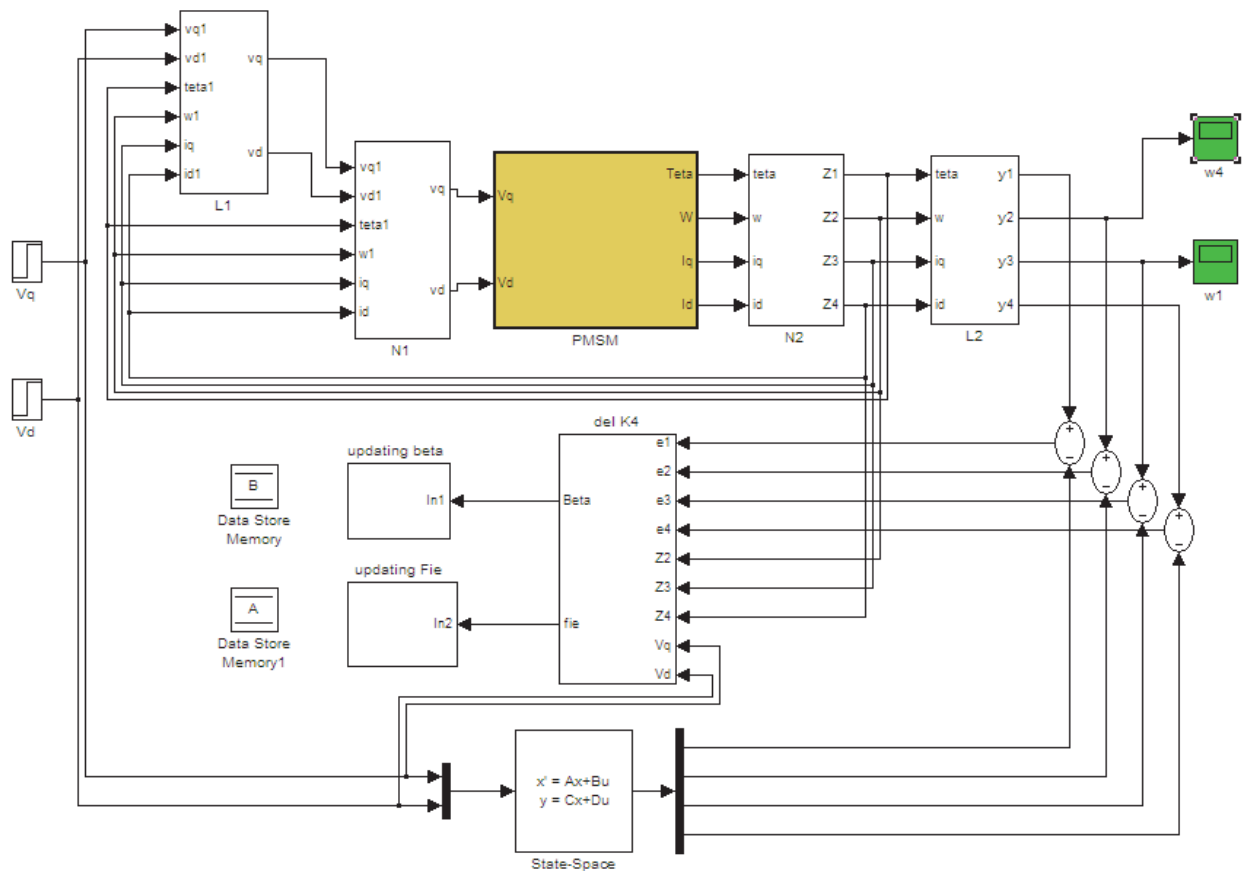 vq1
vd1
teta1
w1
iq
id1
vq
vd
L1
vq1
vd1
teta1
w1
iq
id
vq
vd
N1
Vq
Vd
Teta
W
Iq
Id
PMSM
teta
w
iq
id
Z1
Z2
Z3
Z4
N2
teta
w
iq
id
y1
y2
y3
y4
L2
w4
w1
Vq
Vd
del K4
e1
e2
e3
e4
Z2
Z3
Z4
Vq
Vd
Beta
fie
updating beta
In1
updating Fie
In2
B
Data Store
Memory
A
Data Store
Memory1
+
−
+
−
+
−
+
−
x' = Ax+Bu
y = Cx+Du
State-Space